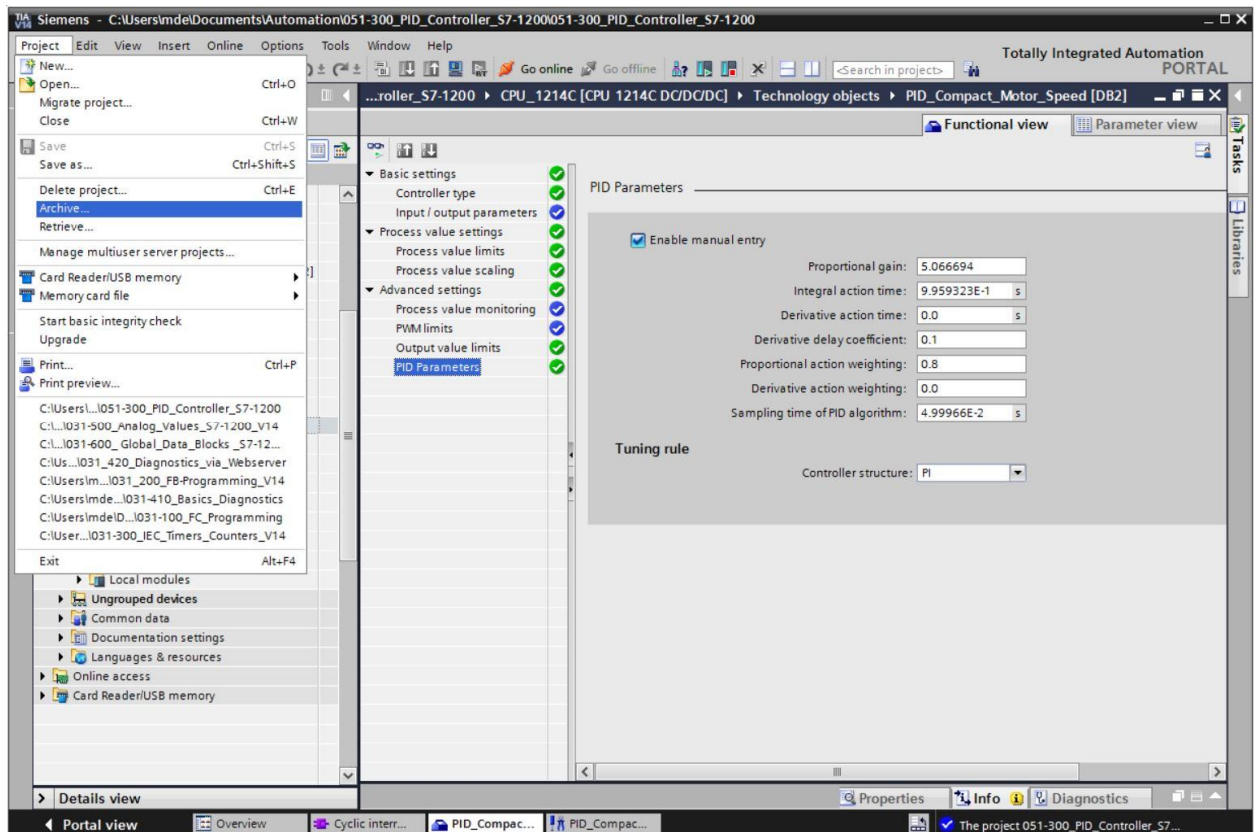 TIA V14 Siemens - C:\Users\mde\Documents\Automation\051-300_PID_Controller_S7-1200\051-300_PID_Controller_S7-1200
Project Edit View Insert Online Options Tools Window Help
Totally Integrated Automation
PORTAL
Go online Go offline <Search in project>
New...
Open... Ctrl+O
Migrate project...
Close Ctrl+W
Save Ctrl+S
Save as... Ctrl+Shift+S
Delete project... Ctrl+E
Archive...
Retrieve...
Manage multiuser server projects...
Card Reader/USB memory
Memory card file
Start basic integrity check
Upgrade
Print... Ctrl+P
Print preview...
C:\Users\...\051-300_PID_Controller_S7-1200
C:\...\031-500_Analog_Values_S7-1200_V14
C:\...\031-600_ Global_Data_Blocks _S7-12...
C:\Us...\031_420_Diagnostics_via_Webserver
C:\Users\m...\031_200_FB-Programming_V14
C:\Users\mde...\031-410_Basics_Diagnostics
C:\Users\mde\D...\031-100_FC_Programming
C:\User...\031-300_IEC_Timers_Counters_V14
Exit Alt+F4
Local modules
Ungrouped devices
Common data
Documentation settings
Languages & resources
Online access
Card Reader/USB memory
Details view
...roller_S7-1200 CPU_1214C [CPU 1214C DC/DC/DC] Technology objects PID_Compact_Motor_Speed [DB2]
Functional view Parameter view
Basic settings
Controller type
Input / output parameters
Process value settings
Process value limits
Process value scaling
Advanced settings
Process value monitoring
PWM limits
Output value limits
PID Parameters
PID Parameters
Enable manual entry
Proportional gain: 5.066694
Integral action time: 9.959323E-1 s
Derivative action time: 0.0 s
Derivative delay coefficient: 0.1
Proportional action weighting: 0.8
Derivative action weighting: 0.0
Sampling time of PID algorithm: 4.99966E-2 s
Tuning rule
Controller structure: PI
Tasks
Libraries
Properties Info Diagnostics
Portal view Overview Cyclic interr... PID_Compac... PID_Compac... The project 051-300_PID_Controller_S7...